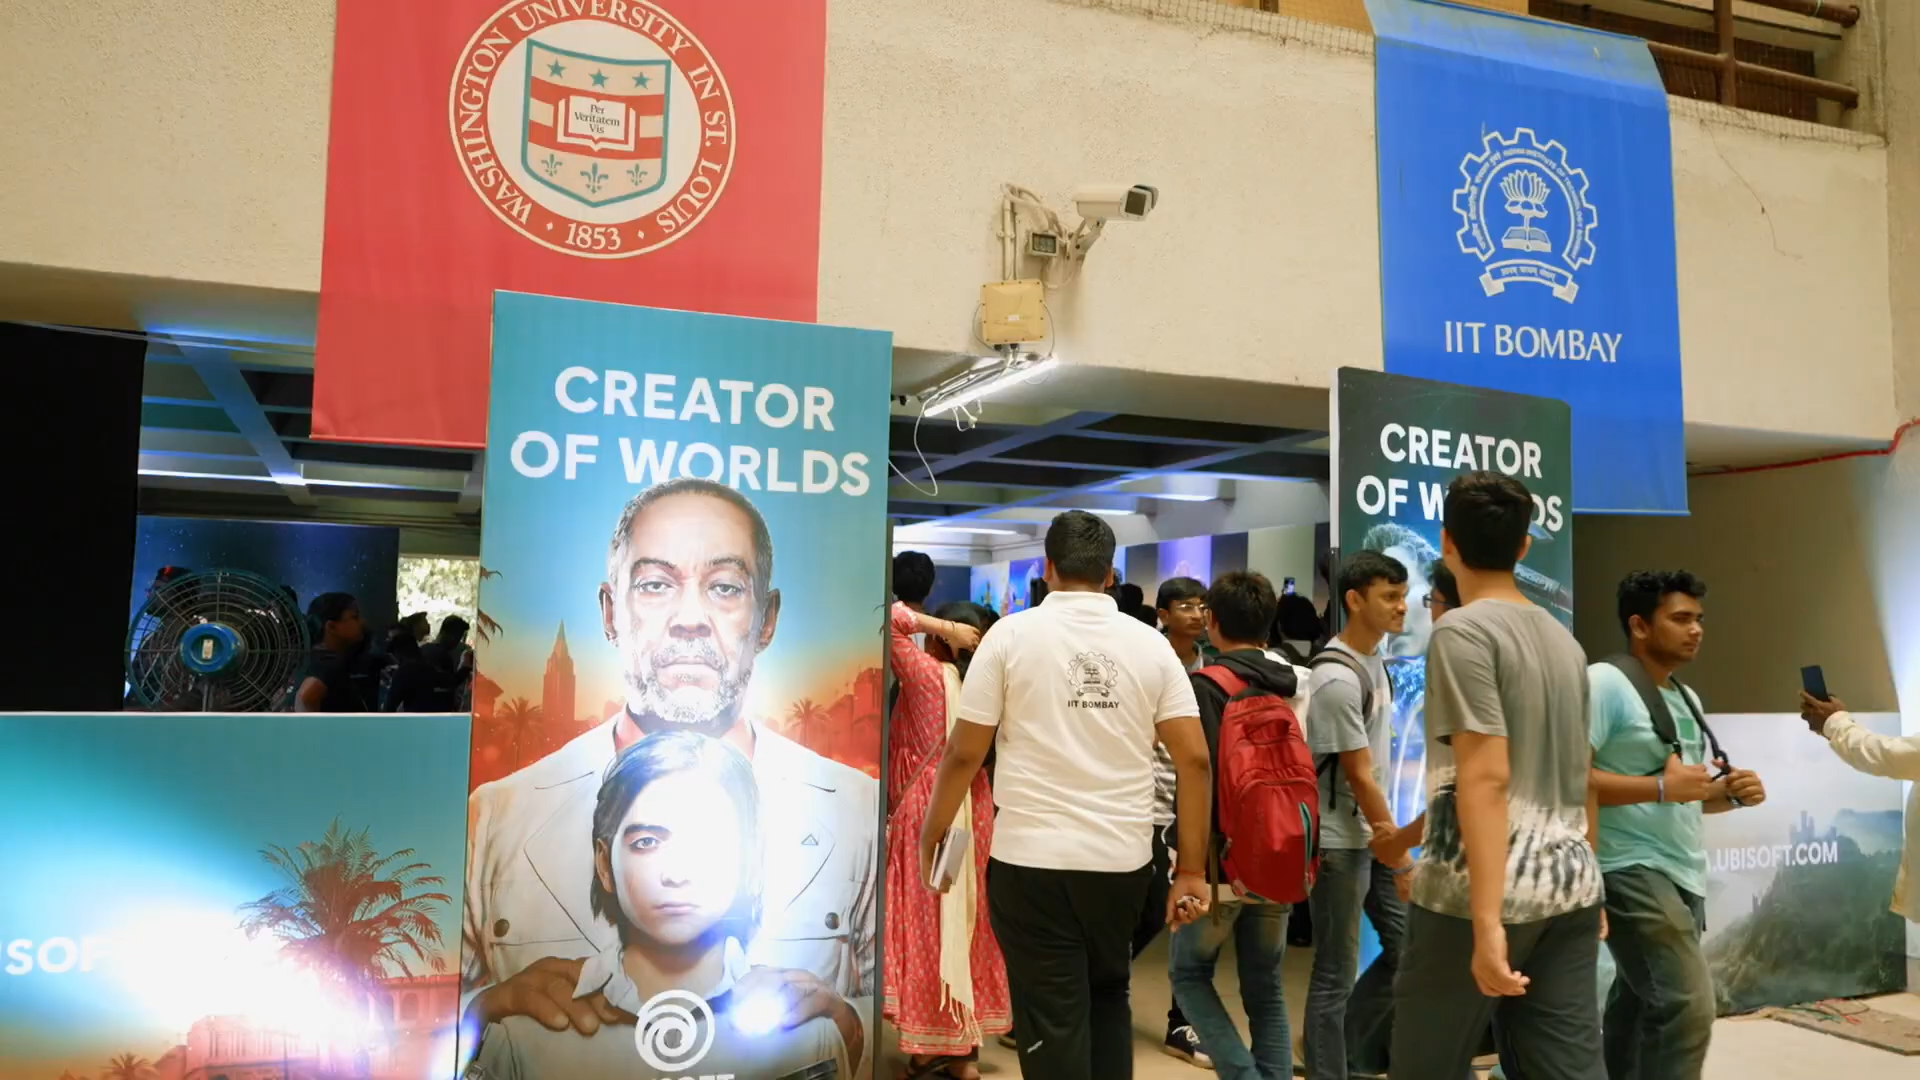 WASHINGTON UNIVERSITY IN ST. LOUIS
Per
Veritatem
Vis
1853
IIT BOMBAY
CREATOR
OF WORLDS
CREATOR
OF W DS
IIT BOMBAY
.UBISOFT.COM
ISOF